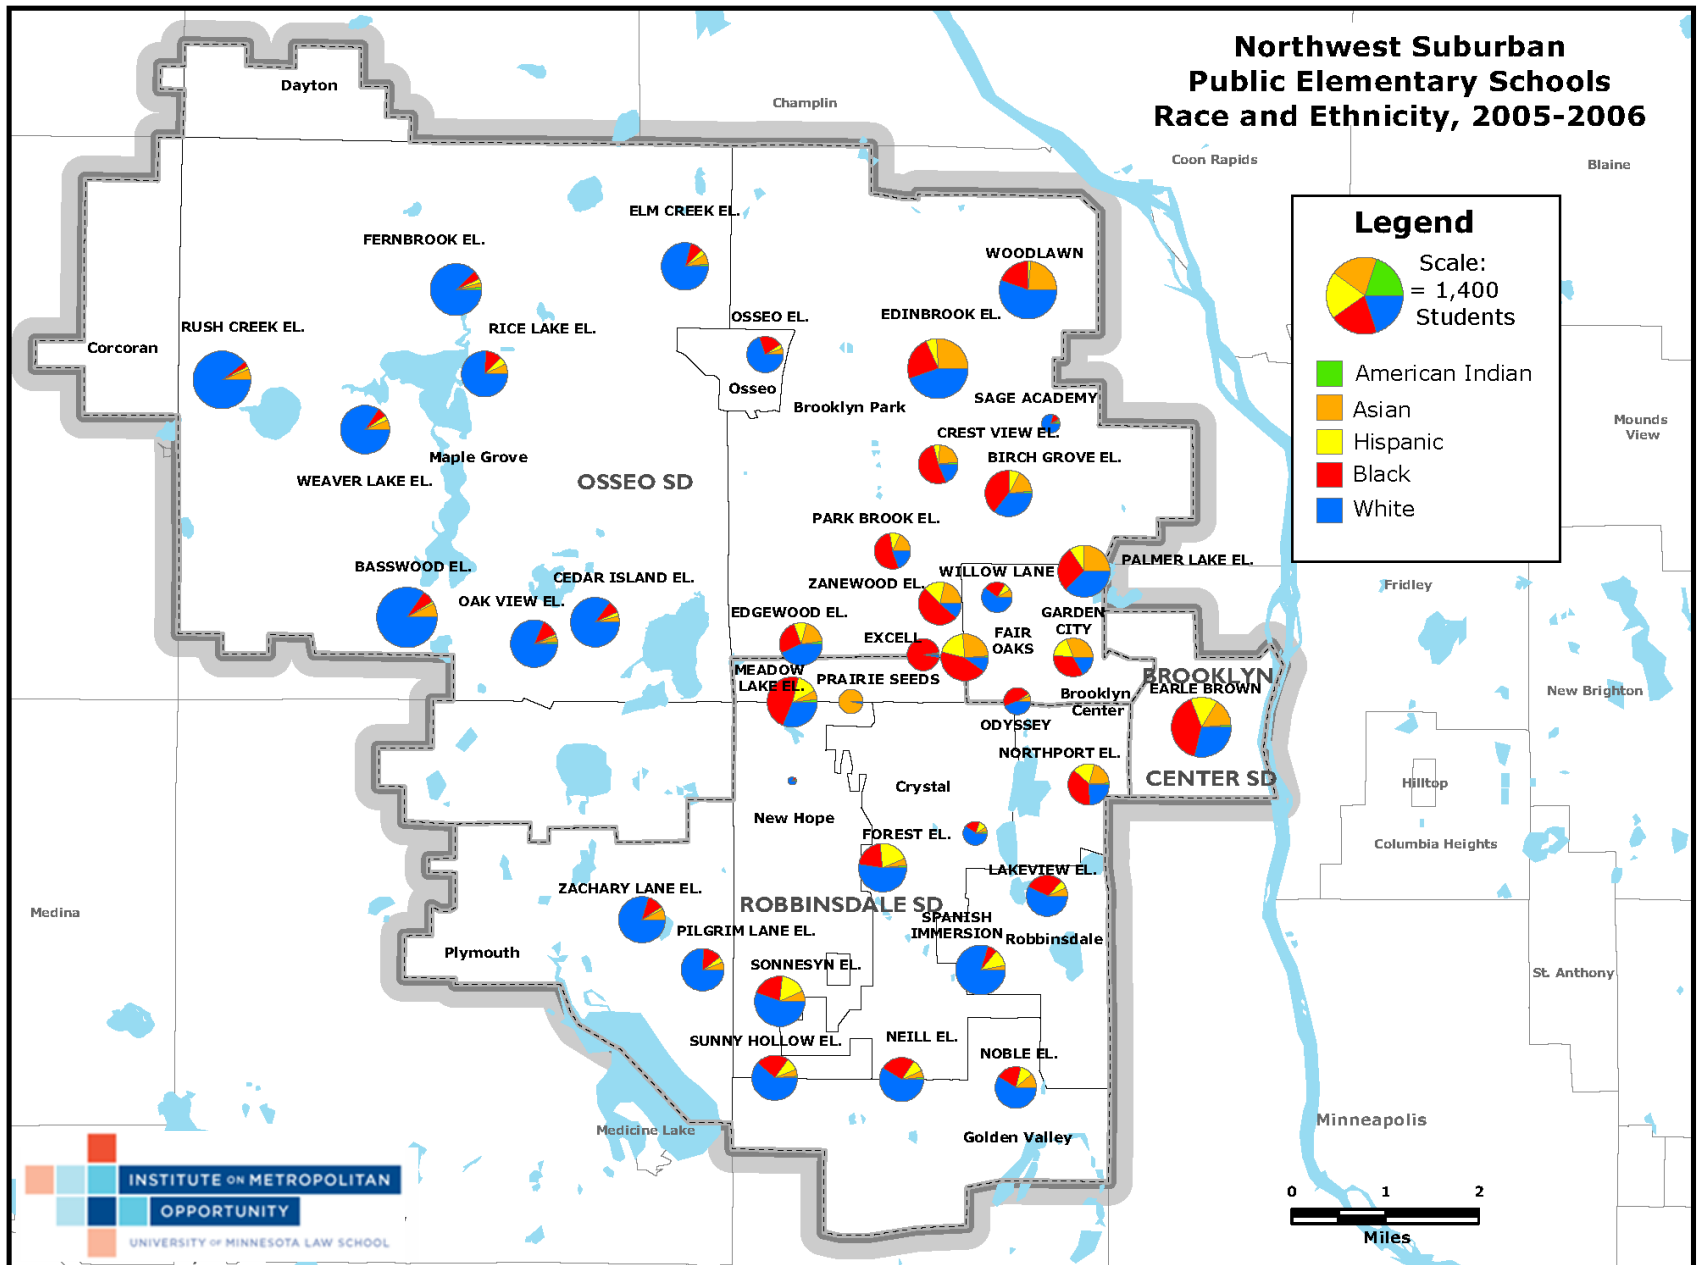 Northwest Suburban
Public Elementary Schools
Race and Ethnicity, 2005-2006
Dayton
Champlin
Coon Rapids
Blaine
Legend
Scale:
= 1,400
Students
American Indian
Asian
Hispanic
Black
White
ELM CREEK EL.
FERNBROOK EL.
WOODLAWN
OSSEO EL.
EDINBROOK EL.
RUSH CREEK EL.
RICE LAKE EL.
Corcoran
Osseo
Brooklyn Park
SAGE ACADEMY
Mounds
View
CREST VIEW EL.
Maple Grove
BIRCH GROVE EL.
WEAVER LAKE EL.
OSSEO SD
PARK BROOK EL.
PALMER LAKE EL.
BASSWOOD EL.
CEDAR ISLAND EL.
WILLOW LANE
ZANEWOOD EL.
Fridley
OAK VIEW EL.
EDGEWOOD EL.
GARDEN
CITY
EXCELL
FAIR
OAKS
MEADOW
LAKE EL.
PRAIRIE SEEDS
BROOKLYN
EARLE BROWN
New Brighton
Brooklyn
Center
ODYSSEY
NORTHPORT EL.
CENTER SD
Crystal
Hilltop
New Hope
FOREST EL.
Columbia Heights
LAKEVIEW EL.
ZACHARY LANE EL.
ROBBINSDALE SD
Medina
SPANISH
IMMERSION
PILGRIM LANE EL.
Robbinsdale
Plymouth
SONNESYN EL.
St. Anthony
SUNNY HOLLOW EL.
NEILL EL.
NOBLE EL.
Minneapolis
Medicine Lake
Golden Valley
INSTITUTE ON METROPOLITAN
OPPORTUNITY
UNIVERSITY OF MINNESOTA LAW SCHOOL
0 1 2
Miles